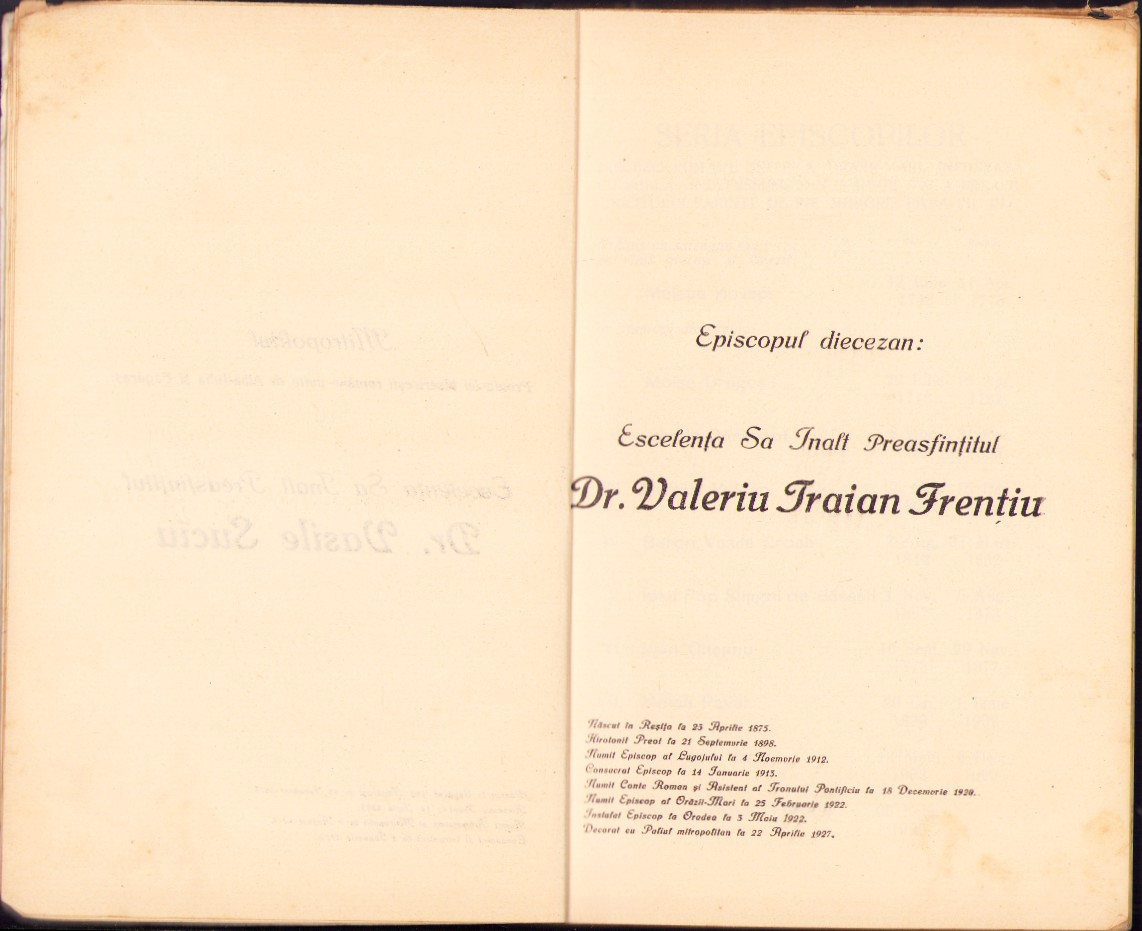 Episcopul diecezan:
Escelența Sa Inalt Preasfințitul
Dr. Valeriu Traian Frențiu
Născut în Reșița la 25 Aprilie 1875.
Hirotonit Preot la 21 Septemvrie 1898.
Numit Episcop al Lugojului la 4 Noemvrie 1912.
Consacrat Episcop la 14 Ianuarie 1913.
Numit Conte Roman și Asistent al Tronului Pontificiu la 18 Decemvrie 1920.
Numit Episcop al Orăzii-Mari la 25 Februarie 1922.
Instalat Episcop la Oradea la 3 Maiu 1922.
Decorat cu Paliul mitropolitan la 22 Aprilie 1927.